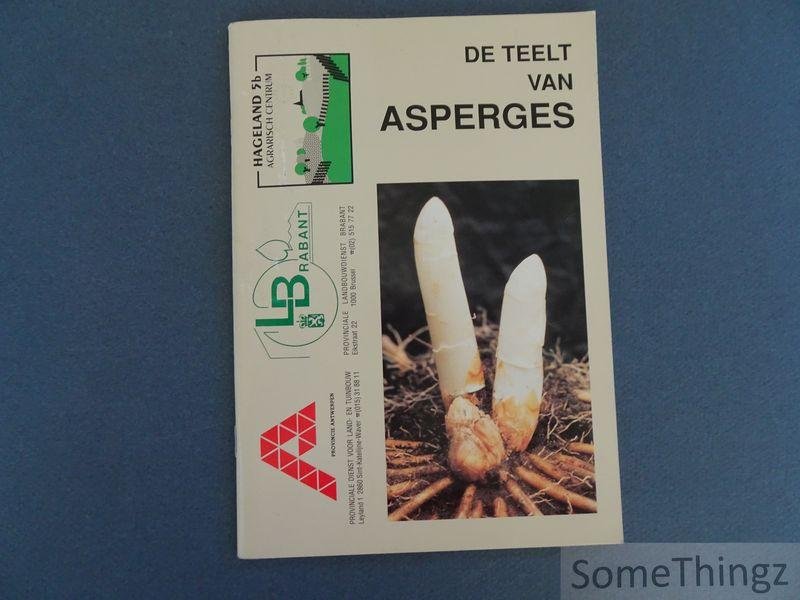 DE TEELT
VAN
ASPERGES
HAGELAND 5b
AGRARISCH CENTRUM
LB
BRABANT
PROVINCIALE LANDBOUWDIENST BRABANT
Eikstraat 22 1000 Brussel ☎(02) 515 77 22
PROVINCIE ANTWERPEN
PROVINCIALE DIENST VOOR LAND- EN TUINBOUW
Leyland 1 2860 Sint-Katelijne-Waver ☎(015) 31 88 11
SomeThingz